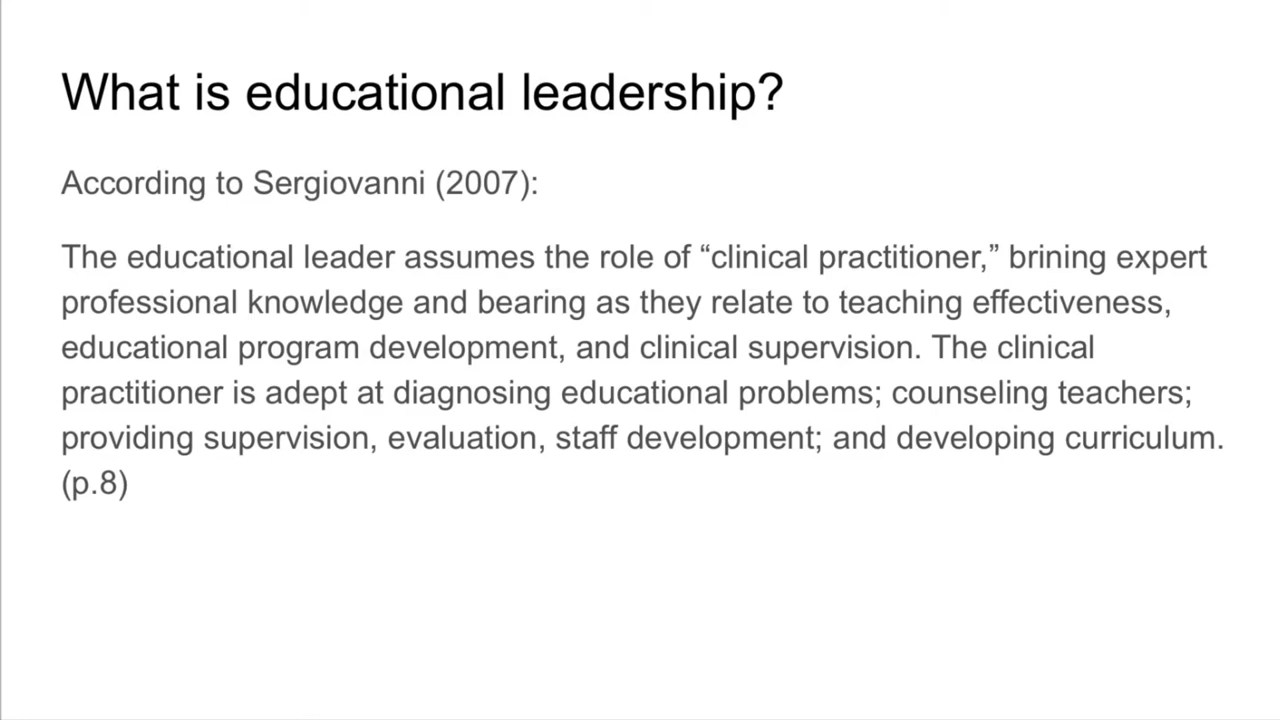 What is educational leadership?
According to Sergiovanni (2007):
The educational leader assumes the role of “clinical practitioner,” brining expert
professional knowledge and bearing as they relate to teaching effectiveness,
educational program development, and clinical supervision. The clinical
practitioner is adept at diagnosing educational problems; counseling teachers;
providing supervision, evaluation, staff development; and developing curriculum.
(p.8)